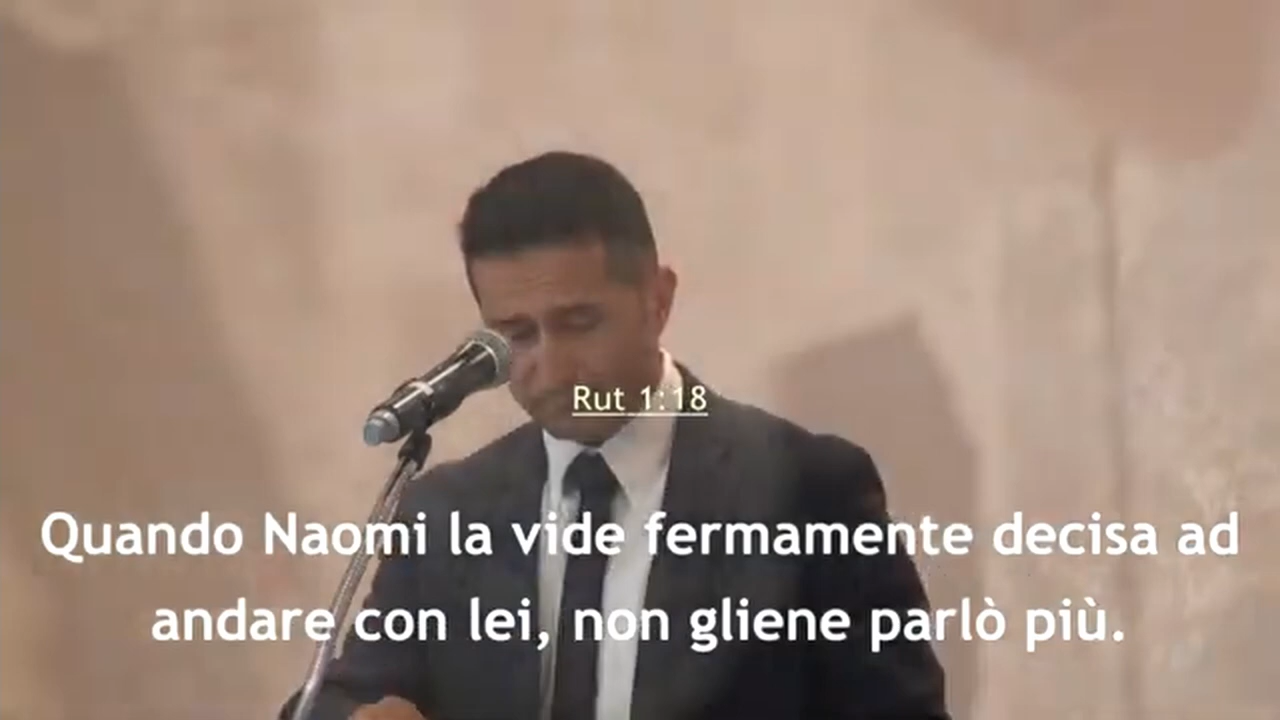 Rut 1:18
Quando Naomi la vide fermamente decisa ad
andare con lei, non gliene parlò più.